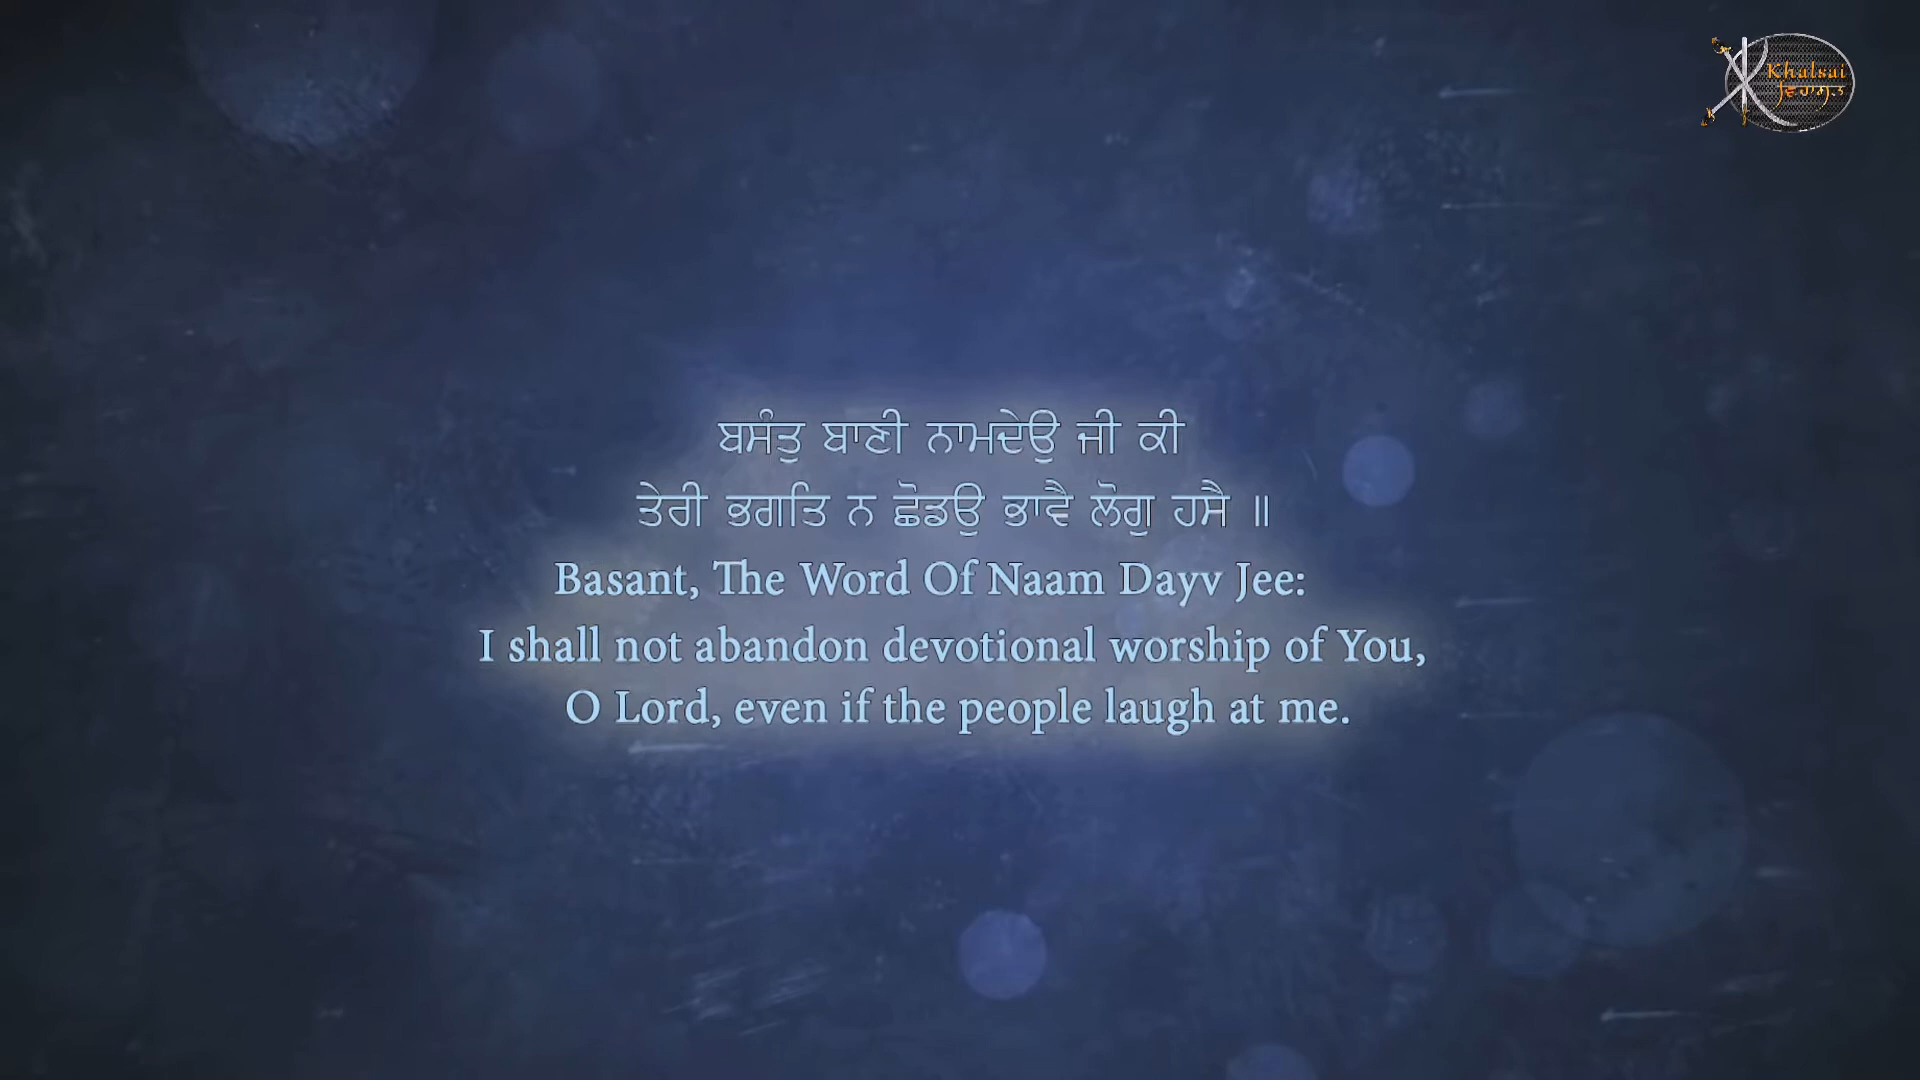 Khalsai
ਵਿਰਾਸਤ
ਬਸੰਤੁ ਬਾਣੀ ਨਾਮਦੇਉ ਜੀ ਕੀ
ਤੇਰੀ ਭਗਤਿ ਨ ਛੋਡਉ ਭਾਵੈ ਲੋਗੁ ਹਸੈ ॥
Basant, The Word Of Naam Dayv Jee:
I shall not abandon devotional worship of You,
O Lord, even if the people laugh at me.